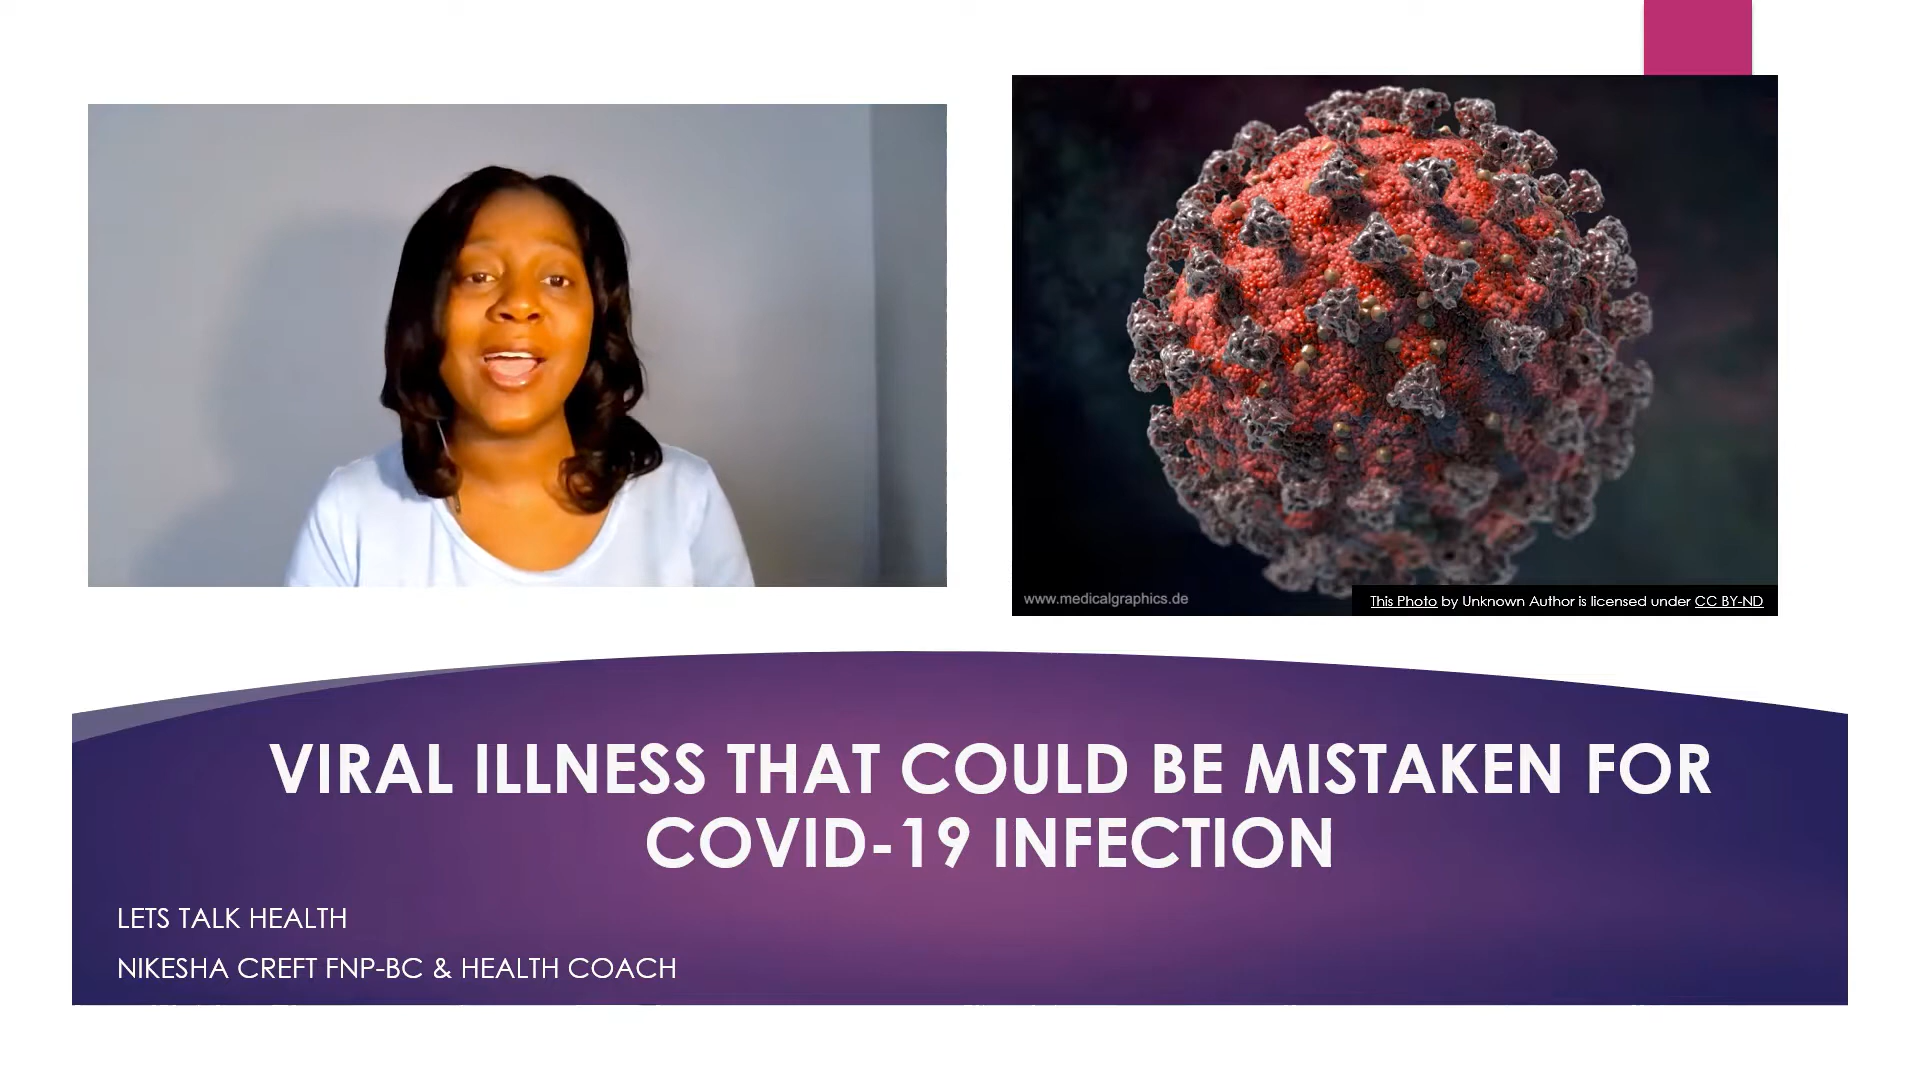 www.medicalgraphics.de
This Photo by Unknown Author is licensed under CC BY-ND
VIRAL ILLNESS THAT COULD BE MISTAKEN FOR
COVID-19 INFECTION
LETS TALK HEALTH
NIKESHA CREFT FNP-BC & HEALTH COACH